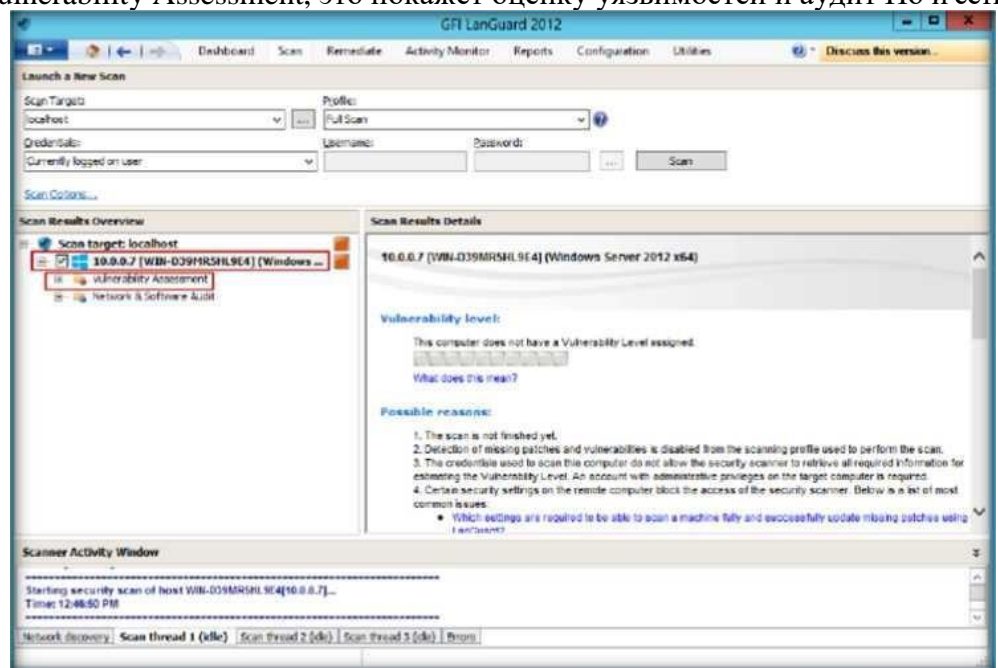 ulnerability Assessment, это покажет оценку уязвимостей и аудит ПО и сети
GFI LanGuard 2012
Dashboard Scan Remediate Activity Monitor Reports Configuration Utilities Discuss this version...
Launch a New Scan
Scan Target: Profile:
localhost ... Full Scan
Credentials: Username: Password:
Currently logged on user ... Scan
Scan Options...
Scan Results Overview Scan Results Details
Scan target: localhost
10.0.0.7 [WIN-D39MR5HL9E4] (Windows ...
Vulnerability Assessment
Network & Software Audit
10.0.0.7 [WIN-D39MR5HL9E4] (Windows Server 2012 x64)
Vulnerability level:
This computer does not have a Vulnerability Level assigned.
What does this mean?
Possible reasons:
1. The scan is not finished yet.
2. Detection of missing patches and vulnerabilities is disabled from the scanning profile used to perform the scan.
3. The credentials used to scan this computer do not allow the security scanner to retrieve all required information for
estimating the Vulnerability Level. An account with administrative privileges on the target computer is required.
4. Certain security settings on the remote computer block the access of the security scanner. Below is a list of most
common issues:
• Which settings are required to be able to scan a machine fully and successfully update missing patches using
LanGuard?
Scanner Activity Window
Starting security scan of host WIN-D39MR5HL9E4[10.0.0.7]...
Time: 12:46:50 PM
Network discovery Scan thread 1 (idle) Scan thread 2 (idle) Scan thread 3 (idle) Errors